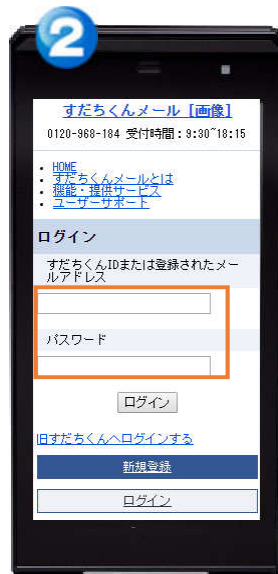 2
すだちくんメール [画像]
0120-968-184 受付時間：9:30~18:15
HOME
すだちくんメールとは
機能・提供サービス
ユーザーサポート
ログイン
すだちくんIDまたは登録されたメー
ルアドレス
パスワード
ログイン
旧すだちくんへログインする
新規登録
ログイン